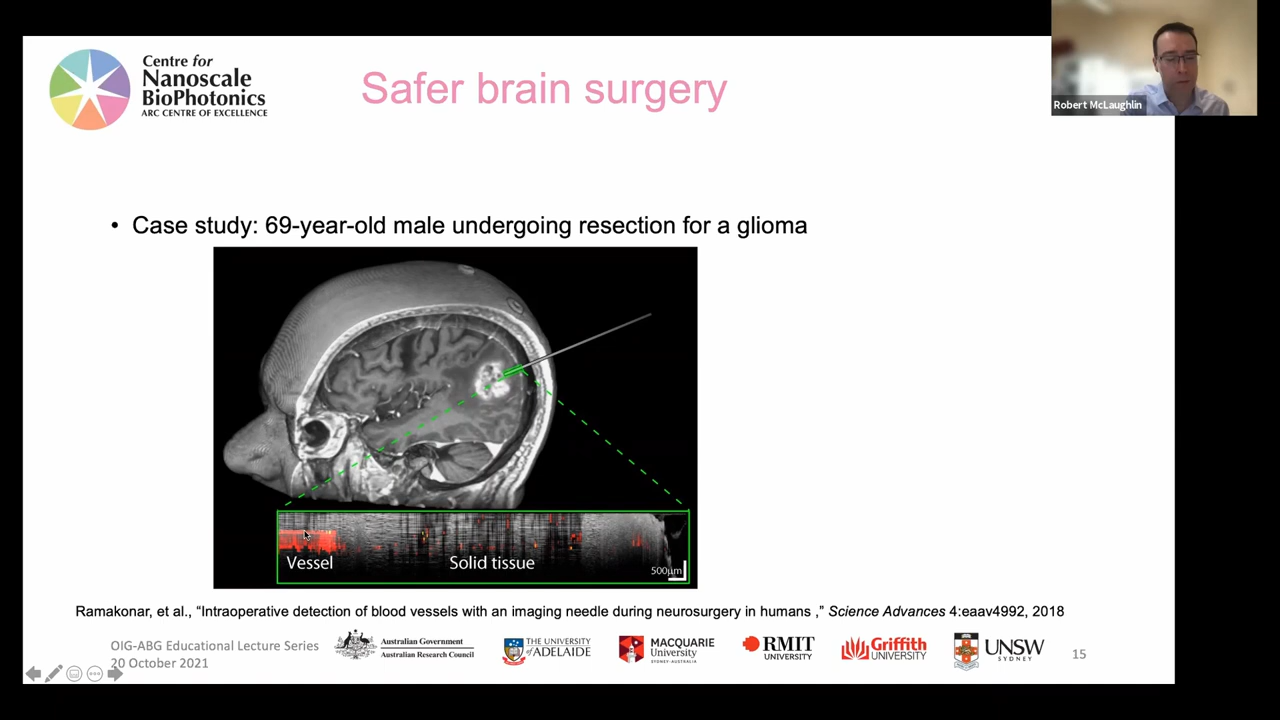 Centre for
Nanoscale
BioPhotonics
ARC CENTRE OF EXCELLENCE
Safer brain surgery
Robert McLaughlin
• Case study: 69-year-old male undergoing resection for a glioma
Vessel
Solid tissue
500µm
Ramakonar, et al., “Intraoperative detection of blood vessels with an imaging needle during neurosurgery in humans ,” Science Advances 4:eaav4992, 2018
OIG-ABG Educational Lecture Series
20 October 2021
Australian Government
Australian Research Council
THE UNIVERSITY
of ADELAIDE
MACQUARIE
University
SYDNEY·AUSTRALIA
RMIT
UNIVERSITY
Griffith
UNIVERSITY
UNSW
SYDNEY
15